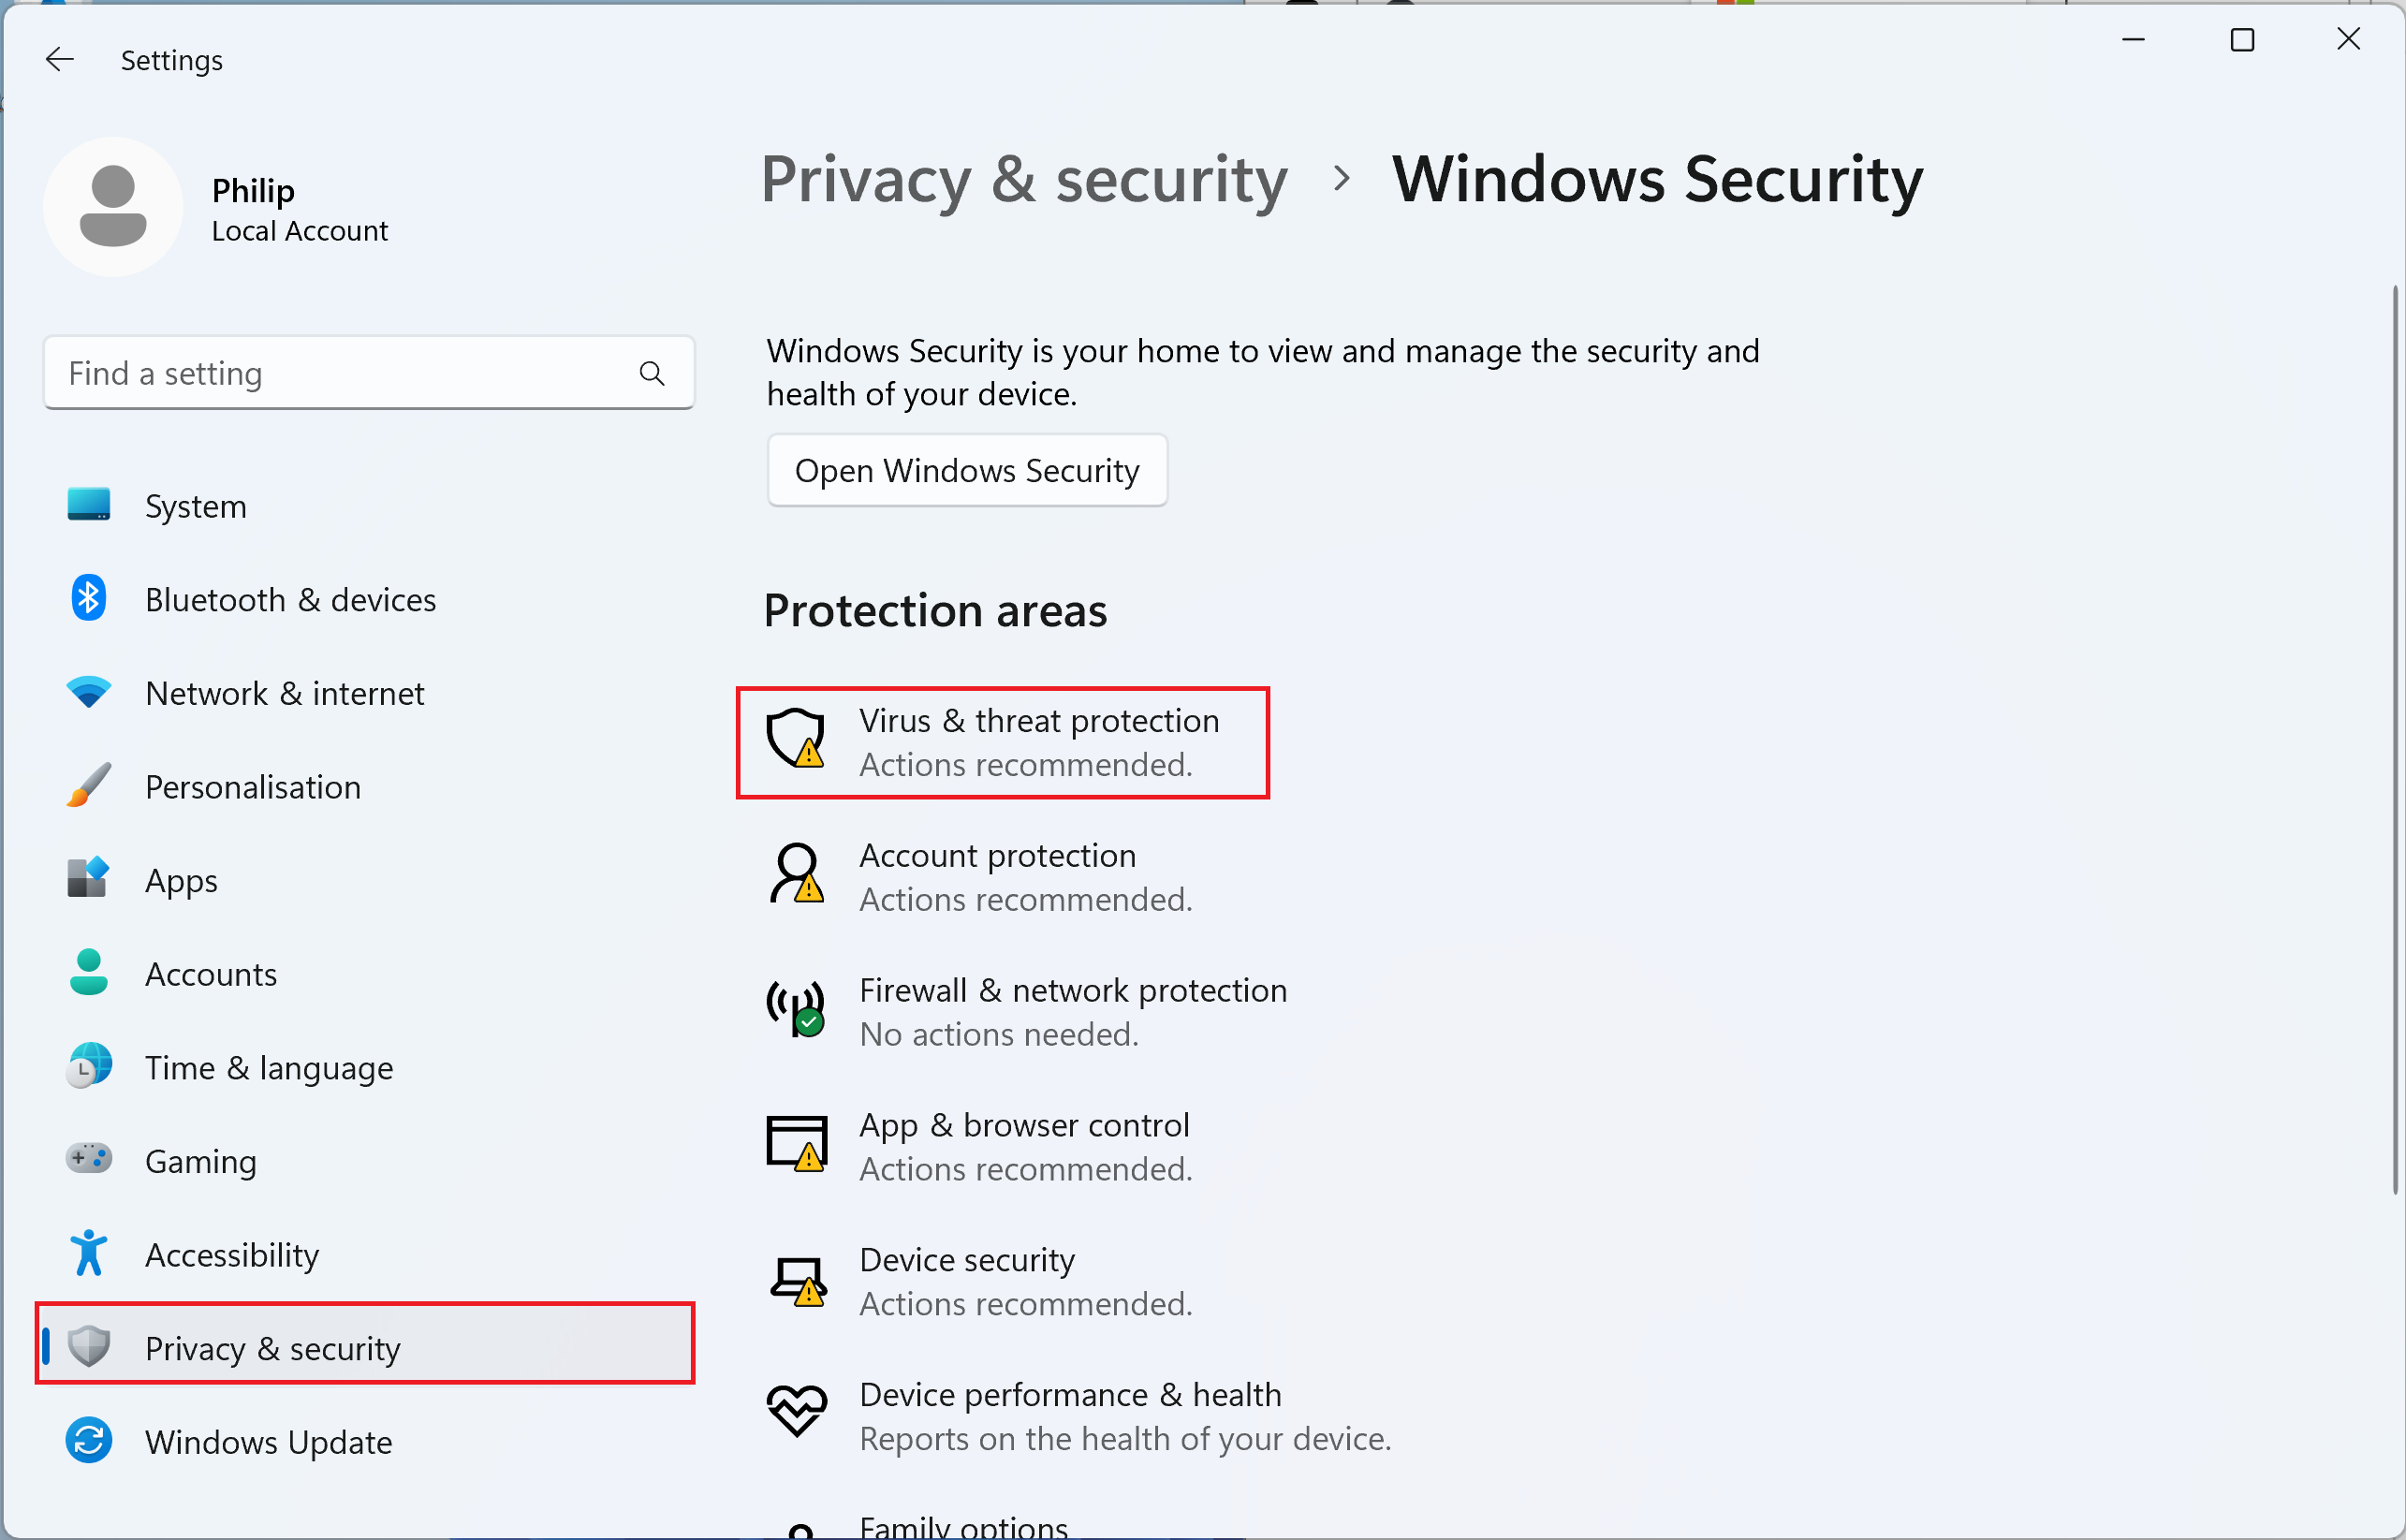 Settings
Philip
Local Account
Find a setting
System
Bluetooth & devices
Network & internet
Personalisation
Apps
Accounts
Time & language
Gaming
Accessibility
Privacy & security
Windows Update
Privacy & security > Windows Security
Windows Security is your home to view and manage the security and
health of your device.
Open Windows Security
Protection areas
Virus & threat protection
Actions recommended.
Account protection
Actions recommended.
Firewall & network protection
No actions needed.
App & browser control
Actions recommended.
Device security
Actions recommended.
Device performance & health
Reports on the health of your device.
Family options